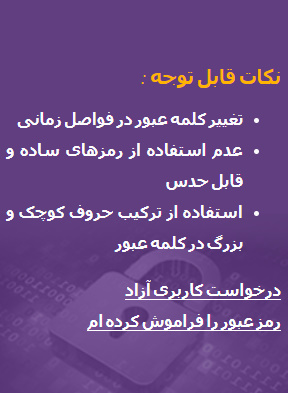 نکات قابل توجه :
• تغییر کلمه عبور در فواصل زمانی
• عدم استفاده از رمزهای ساده و
قابل حدس
• استفاده از ترکیب حروف کوچک و
بزرگ در کلمه عبور
درخواست کاربری آزاد
رمز عبور را فراموش کرده ام